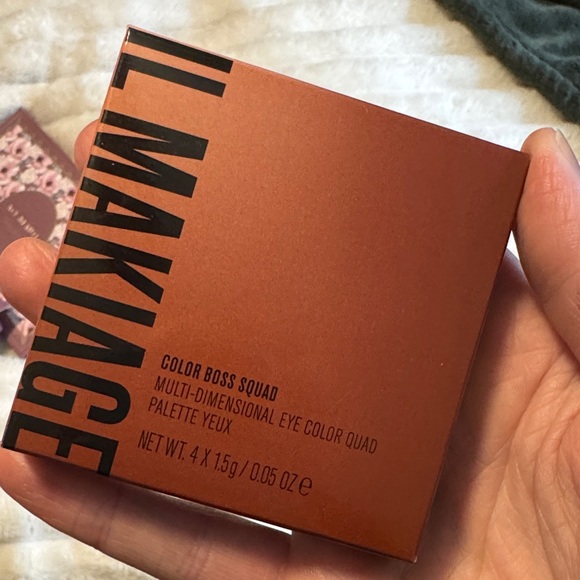 IL MAKIAGE
COLOR BOSS SQUAD
MULTI-DIMENSIONAL EYE COLOR QUAD
PALETTE YEUX
NET WT. 4 X 1.5g / 0.05 OZ ℮